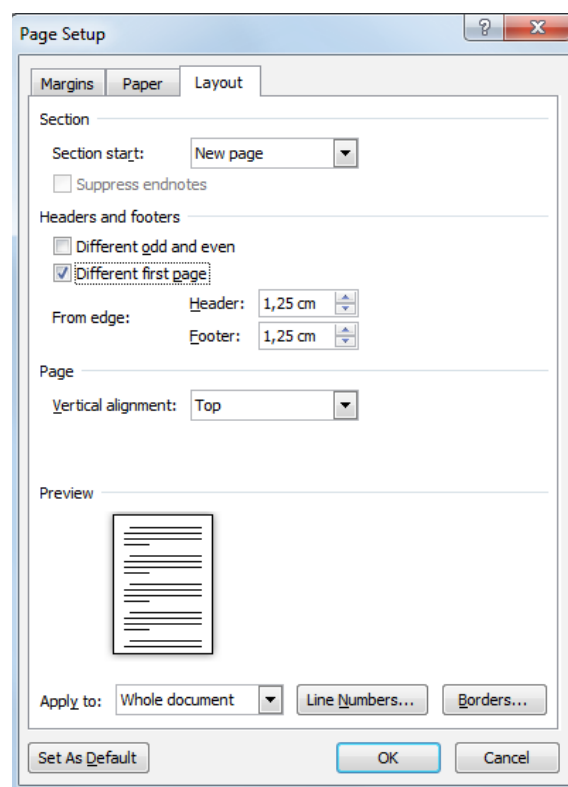 Page Setup
Margins Paper Layout
Section
Section start: New page
Suppress endnotes
Headers and footers
Different odd and even
Different first page
From edge:
Header: 1,25 cm
Footer: 1,25 cm
Page
Vertical alignment: Top
Preview
Apply to: Whole document Line Numbers... Borders...
Set As Default OK Cancel